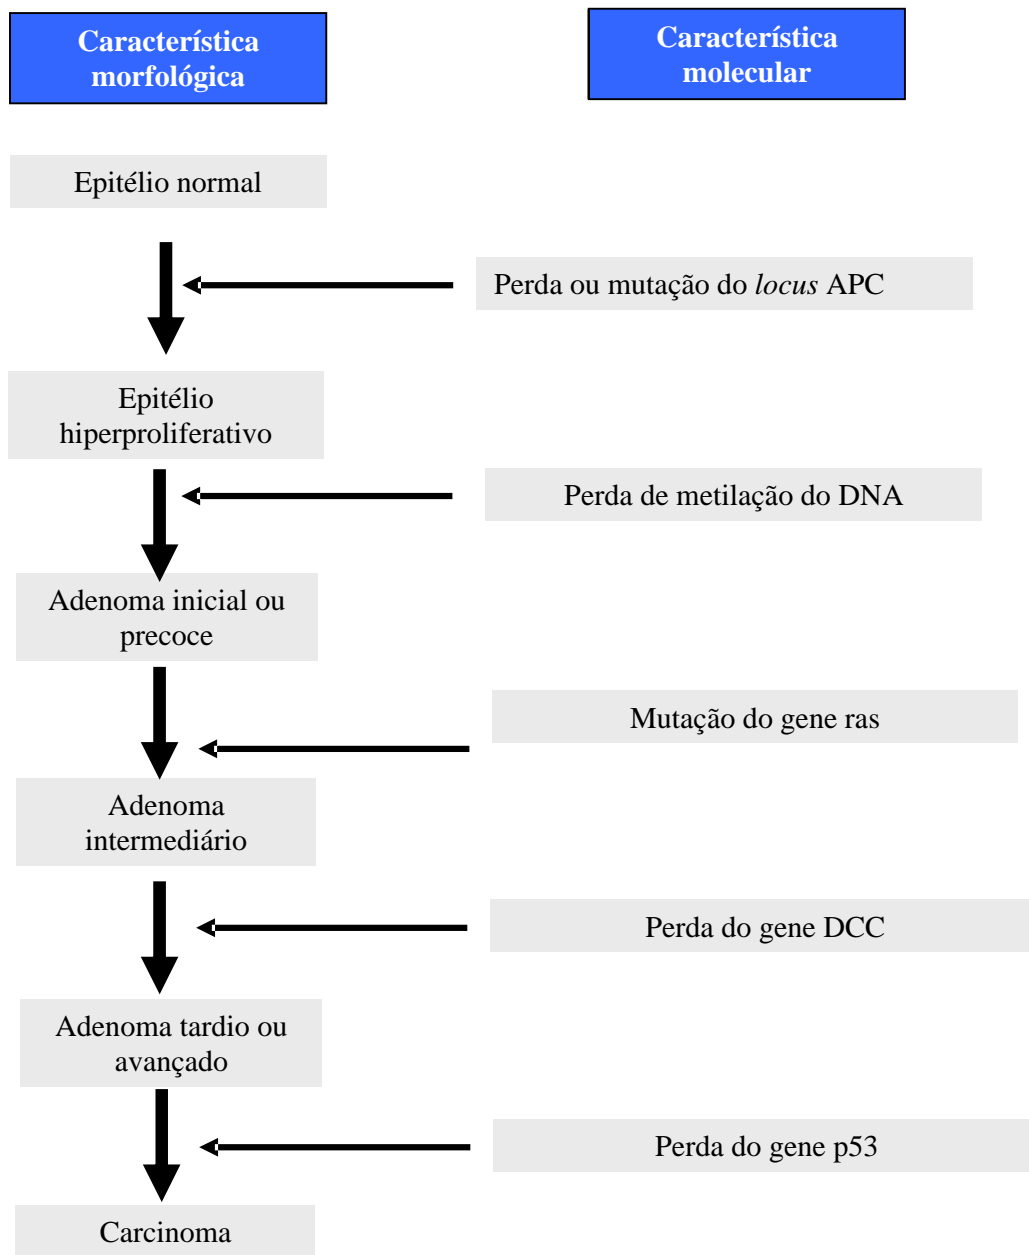 Característica
morfológica
Característica
molecular
Epitélio normal
Perda ou mutação do locus APC
Epitélio
hiperproliferativo
Perda de metilação do DNA
Adenoma inicial ou
precoce
Mutação do gene ras
Adenoma
intermediário
Perda do gene DCC
Adenoma tardio ou
avançado
Perda do gene p53
Carcinoma